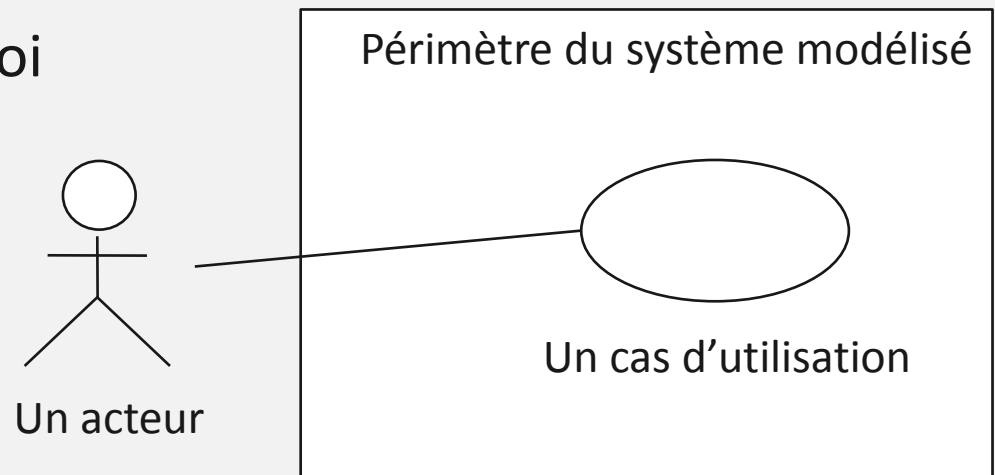 oi
Périmètre du système modélisé
Un cas d’utilisation
Un acteur